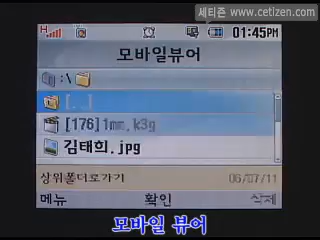 세티즌 www.cetizen.com
H 01:45PM
모바일뷰어
:\
[..]
[176]1mm.k3g
김태희.jpg
상위폴더로가기 06/07/11
메뉴 확인 삭제
모바일 뷰어